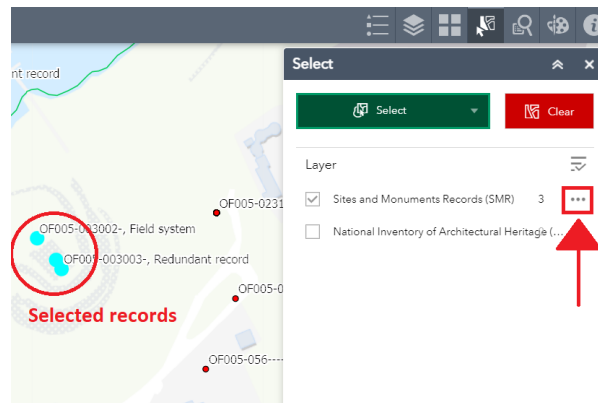 Select
nt record
Select
Clear
Layer
OF005-0231
Sites and Monuments Records (SMR) 3
OF005-003002-, Field system
National Inventory of Architectural Heritage (...
OF005-003003-, Redundant record
OF005-0
Selected records
OF005-056----